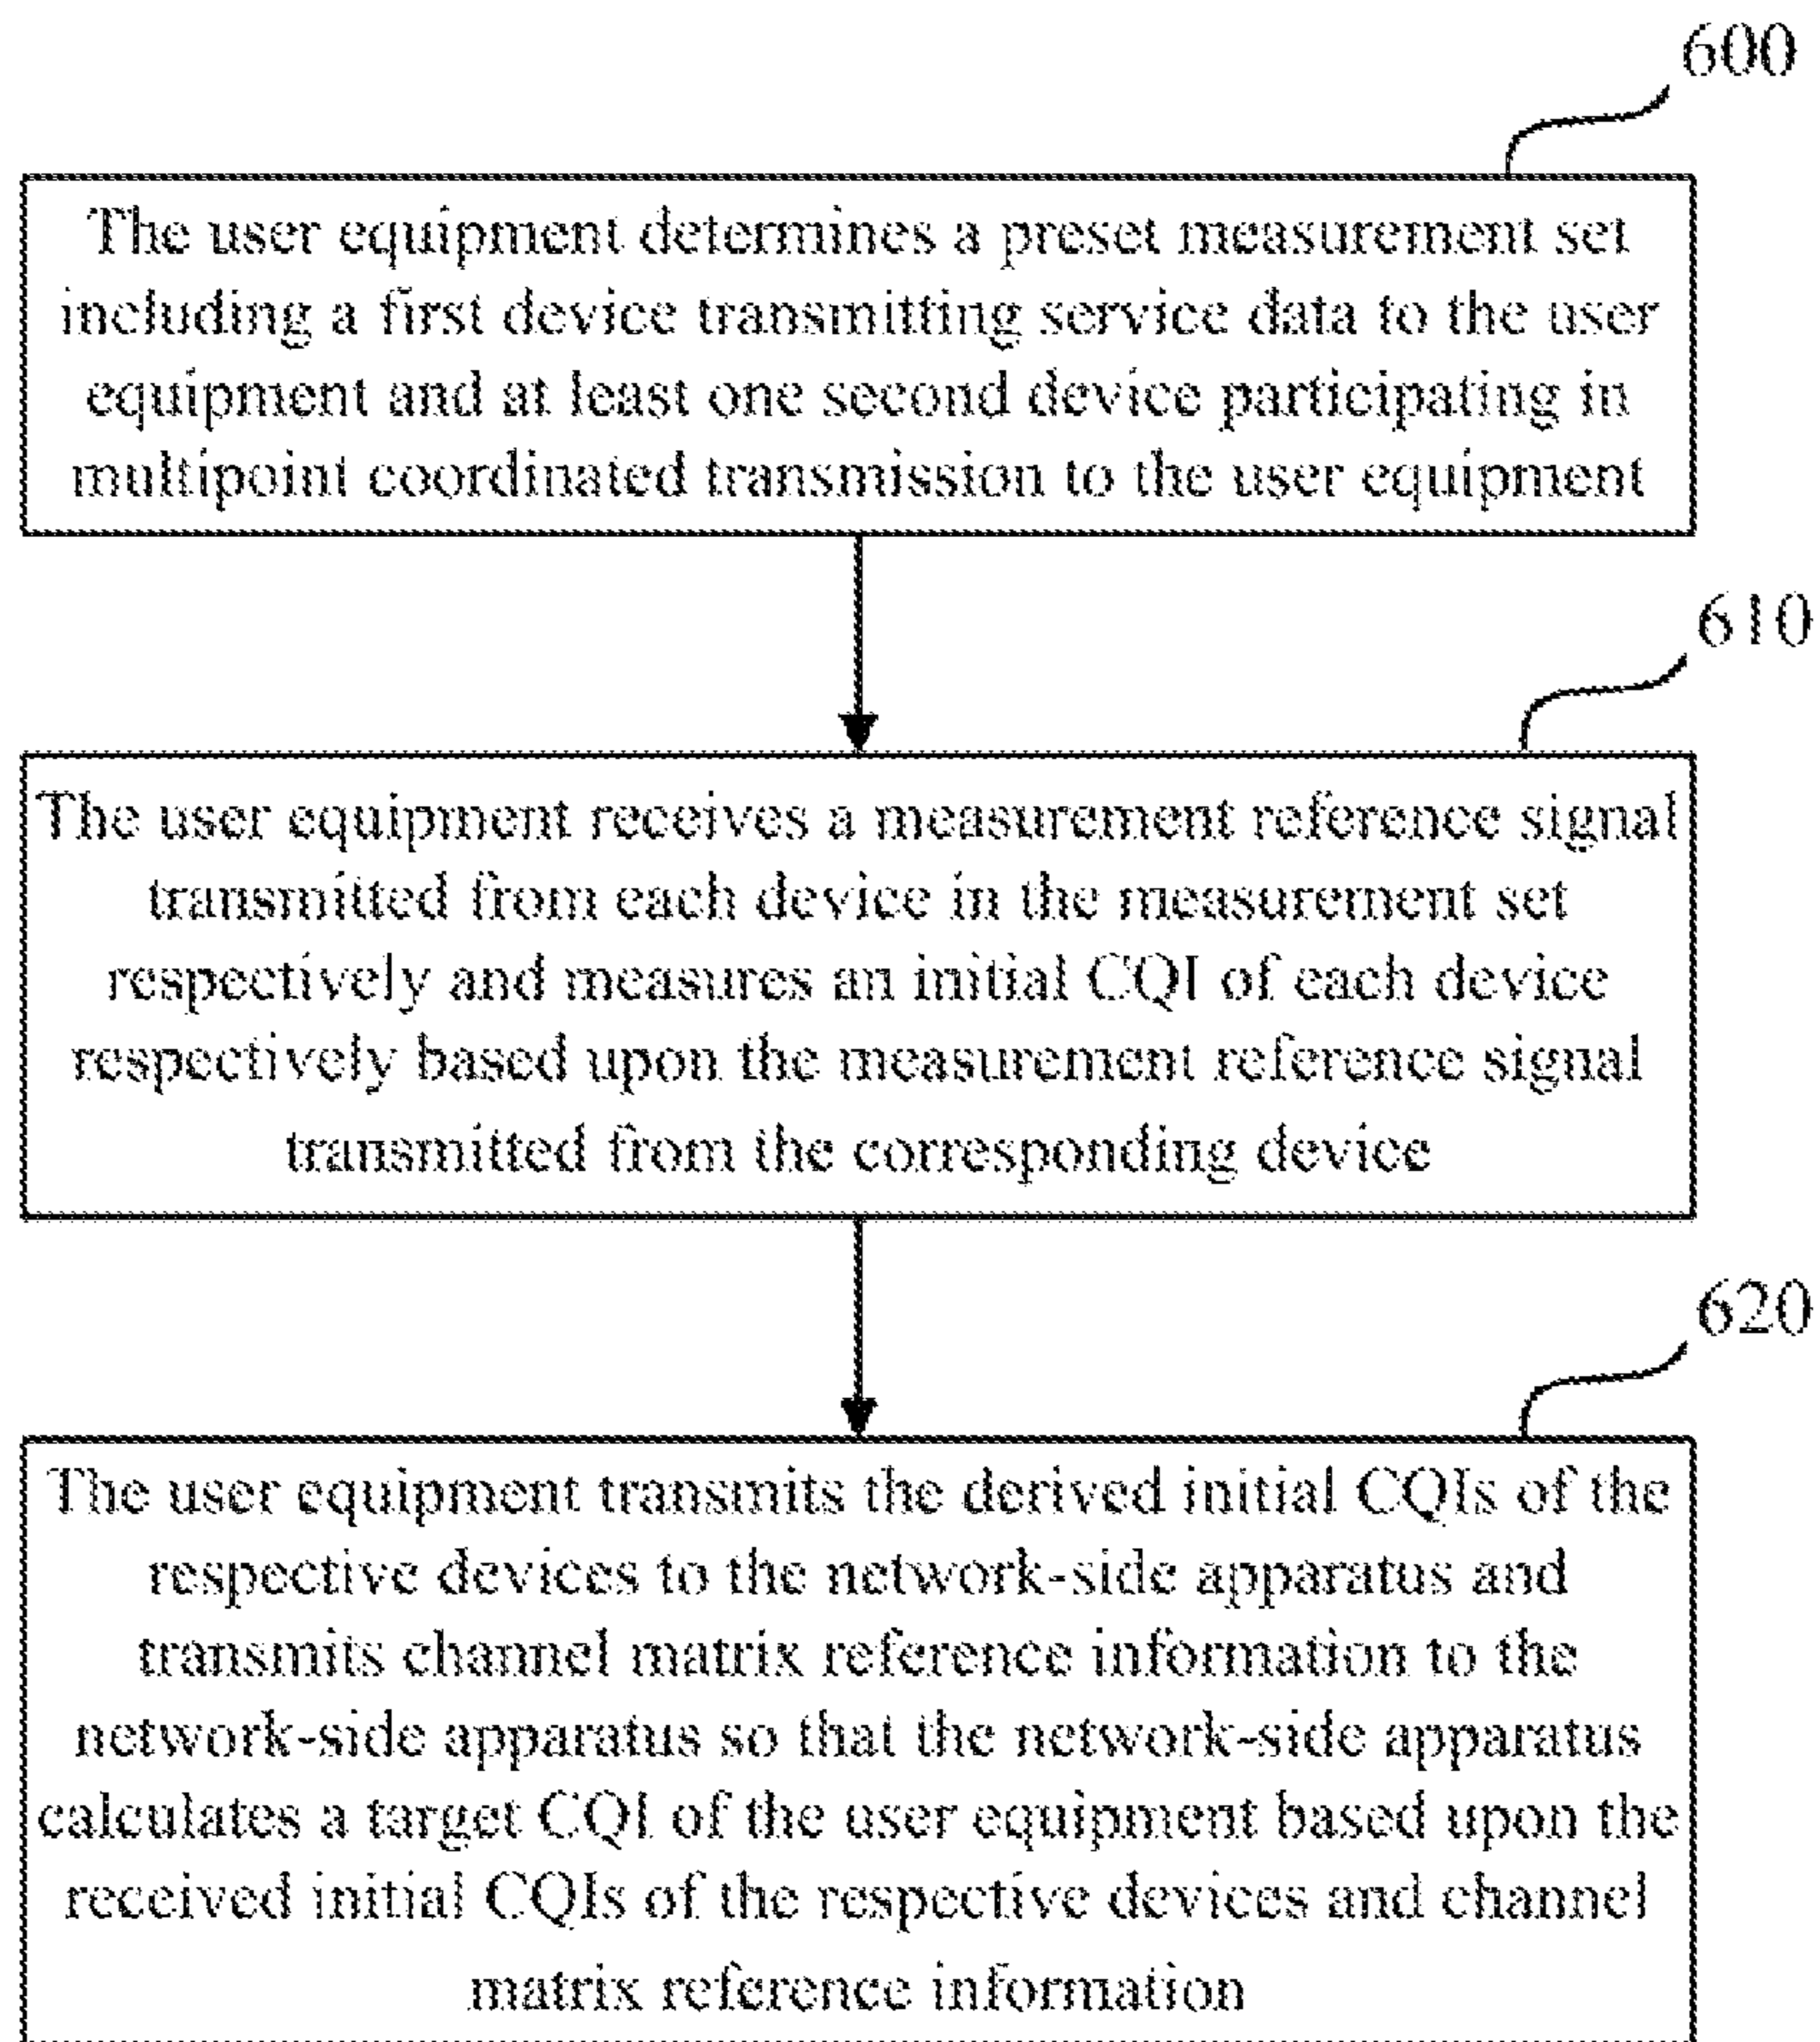 600
The user equipment determines a preset measurement set
including a first device transmitting service data to the user
equipment and at least one second device participating in
multipoint coordinated transmission to the user equipment
610
The user equipment receives a measurement reference signal
transmitted from each device in the measurement set
respectively and measures an initial CQI of each device
respectively based upon the measurement reference signal
transmitted from the corresponding device
620
The user equipment transmits the derived initial CQIs of the
respective devices to the network-side apparatus and
transmits channel matrix reference information to the
network-side apparatus so that the network-side apparatus
calculates a target CQI of the user equipment based upon the
received initial CQIs of the respective devices and channel
matrix reference information